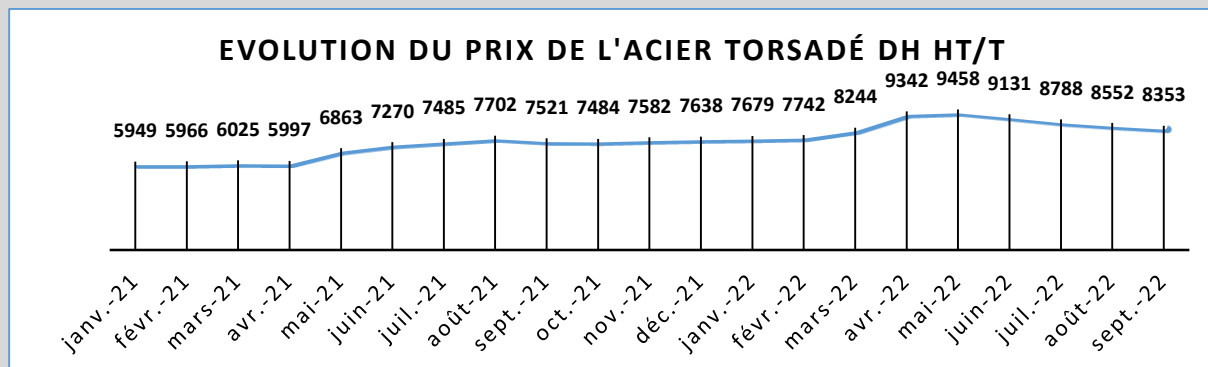 EVOLUTION DU PRIX DE L'ACIER TORSADÉ DH HT/T
5949 5966 6025 5997 6863 7270 7485 7702 7521 7484 7582 7638 7679 7742 8244 9342 9458 9131 8788 8552 8353
janv.-21 févr.-21 mars-21 avr.-21 mai-21 juin-21 juil.-21 août-21 sept.-21 oct.-21 nov.-21 déc.-21 janv.-22 févr.-22 mars-22 avr.-22 mai-22 juin-22 juil.-22 août-22 sept.-22